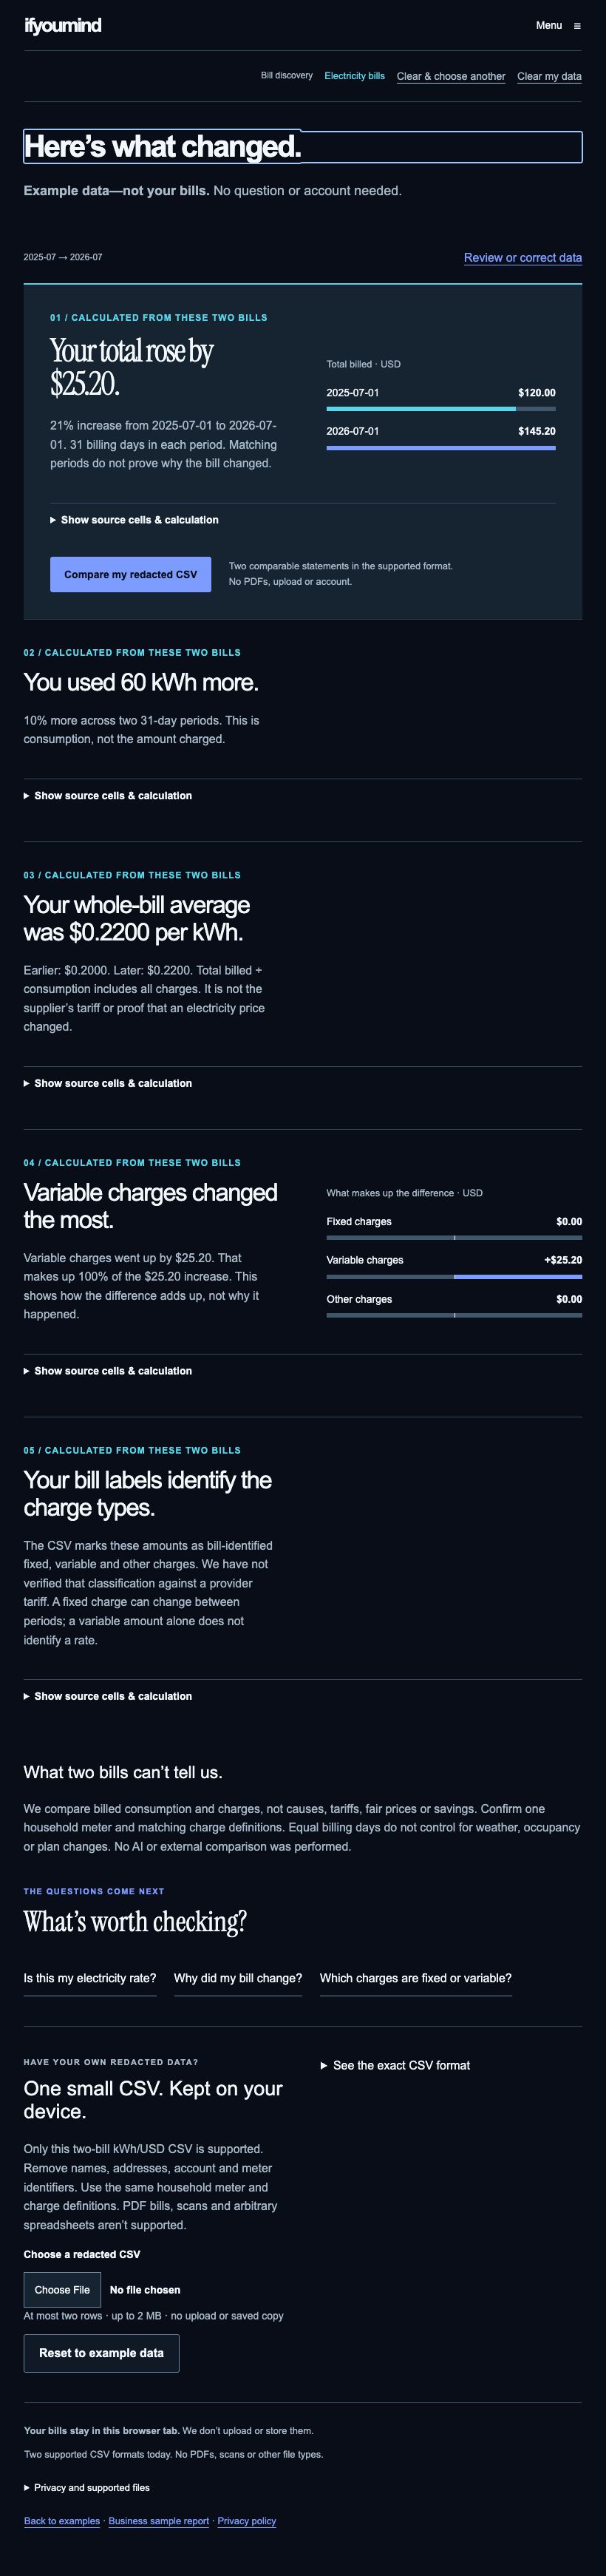 ifyoumind
Menu ≡
Bill discovery Electricity bills Clear & choose another Clear my data
Here’s what changed.
Example data—not your bills. No question or account needed.
2025-07 → 2026-07
Review or correct data
01 / CALCULATED FROM THESE TWO BILLS
Your total rose by
$25.20.
21% increase from 2025-07-01 to 2026-07-
01. 31 billing days in each period. Matching
periods do not prove why the bill changed.
Total billed · USD
2025-07-01 $120.00
2026-07-01 $145.20
▶ Show source cells & calculation
Compare my redacted CSV
Two comparable statements in the supported format.
No PDFs, upload or account.
02 / CALCULATED FROM THESE TWO BILLS
You used 60 kWh more.
10% more across two 31-day periods. This is
consumption, not the amount charged.
▶ Show source cells & calculation
03 / CALCULATED FROM THESE TWO BILLS
Your whole-bill average
was $0.2200 per kWh.
Earlier: $0.2000. Later: $0.2200. Total billed ÷
consumption includes all charges. It is not the
supplier’s tariff or proof that an electricity price
changed.
▶ Show source cells & calculation
04 / CALCULATED FROM THESE TWO BILLS
Variable charges changed
the most.
Variable charges went up by $25.20. That
makes up 100% of the $25.20 increase. This
shows how the difference adds up, not why it
happened.
What makes up the difference · USD
Fixed charges $0.00
Variable charges +$25.20
Other charges $0.00
▶ Show source cells & calculation
05 / CALCULATED FROM THESE TWO BILLS
Your bill labels identify the
charge types.
The CSV marks these amounts as bill-identified
fixed, variable and other charges. We have not
verified that classification against a provider
tariff. A fixed charge can change between
periods; a variable amount alone does not
identify a rate.
▶ Show source cells & calculation
What two bills can’t tell us.
We compare billed consumption and charges, not causes, tariffs, fair prices or savings. Confirm one
household meter and matching charge definitions. Equal billing days do not control for weather, occupancy
or plan changes. No AI or external comparison was performed.
THE QUESTIONS COME NEXT
What’s worth checking?
Is this my electricity rate? Why did my bill change? Which charges are fixed or variable?
HAVE YOUR OWN REDACTED DATA?
One small CSV. Kept on your
device.
Only this two-bill kWh/USD CSV is supported.
Remove names, addresses, account and meter
identifiers. Use the same household meter and
charge definitions. PDF bills, scans and arbitrary
spreadsheets aren’t supported.
▶ See the exact CSV format
Choose a redacted CSV
Choose File No file chosen
At most two rows · up to 2 MB · no upload or saved copy
Reset to example data
Your bills stay in this browser tab. We don’t upload or store them.
Two supported CSV formats today. No PDFs, scans or other file types.
▶ Privacy and supported files
Back to examples · Business sample report · Privacy policy